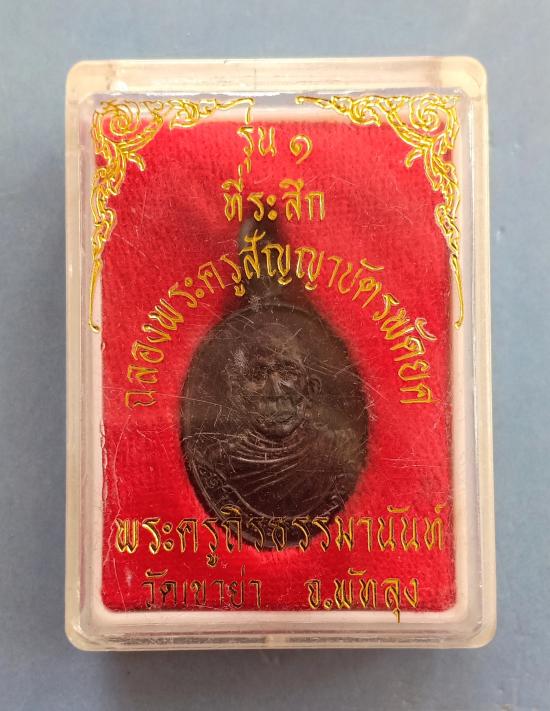 รุ่น ๑
ที่ระลึก
ฉลองพระครูสัญญาบัตรพัดยศ
พระครูถิรธรรมานันท์
วัดเขาย่า จ.พัทลุง